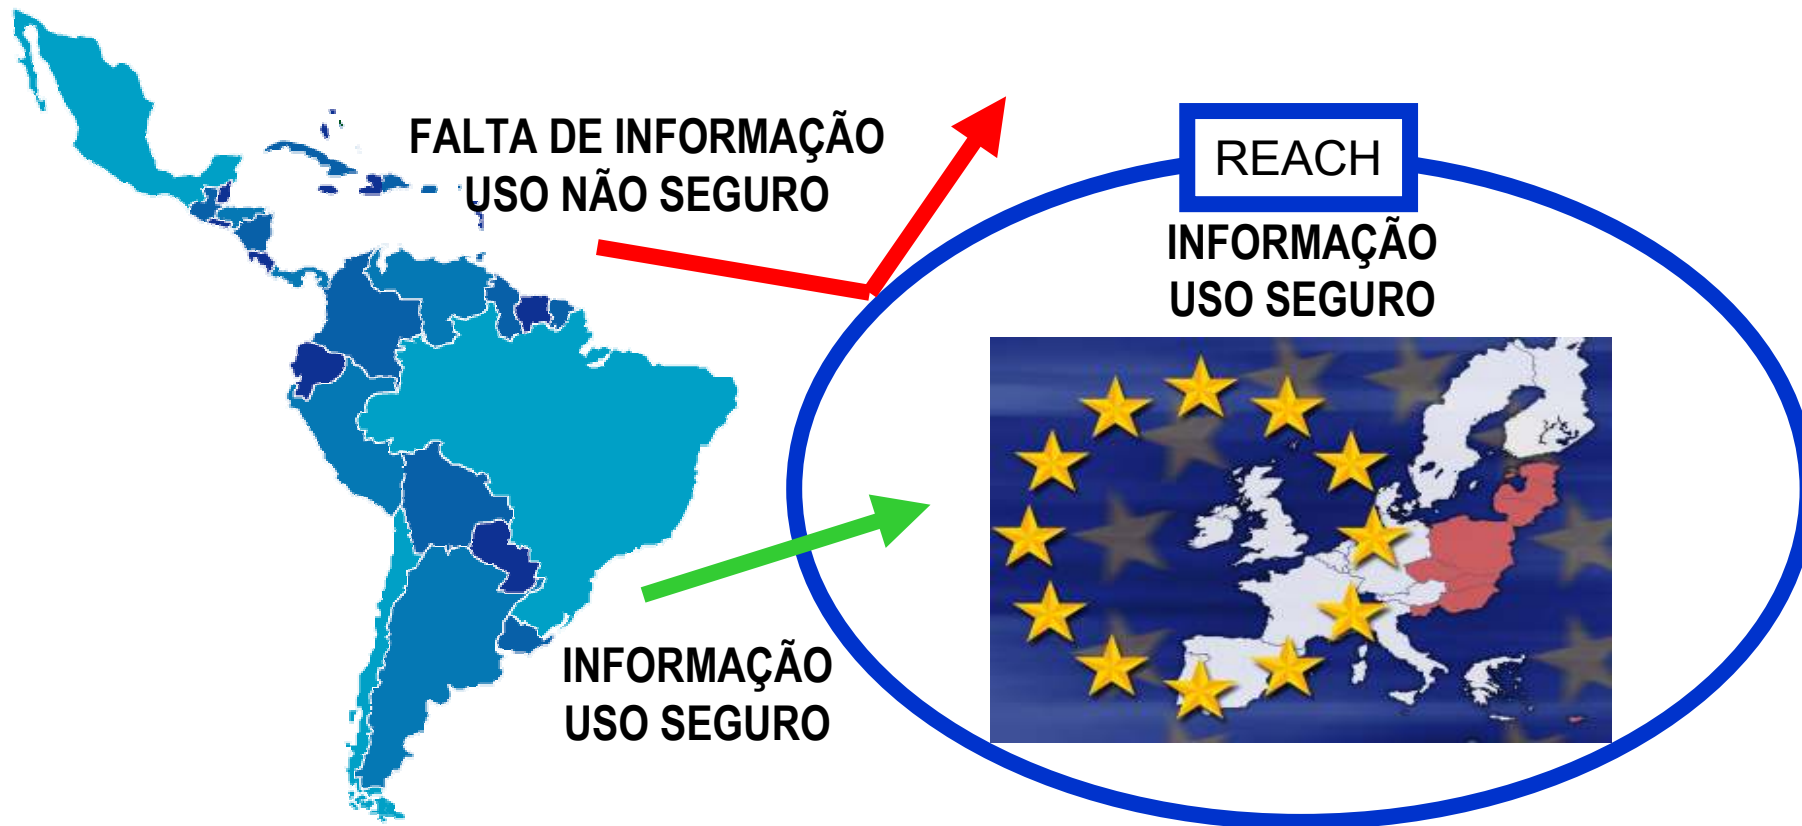 FALTA DE INFORMAÇÃO
USO NÃO SEGURO
REACH
INFORMAÇÃO
USO SEGURO
INFORMAÇÃO
USO SEGURO